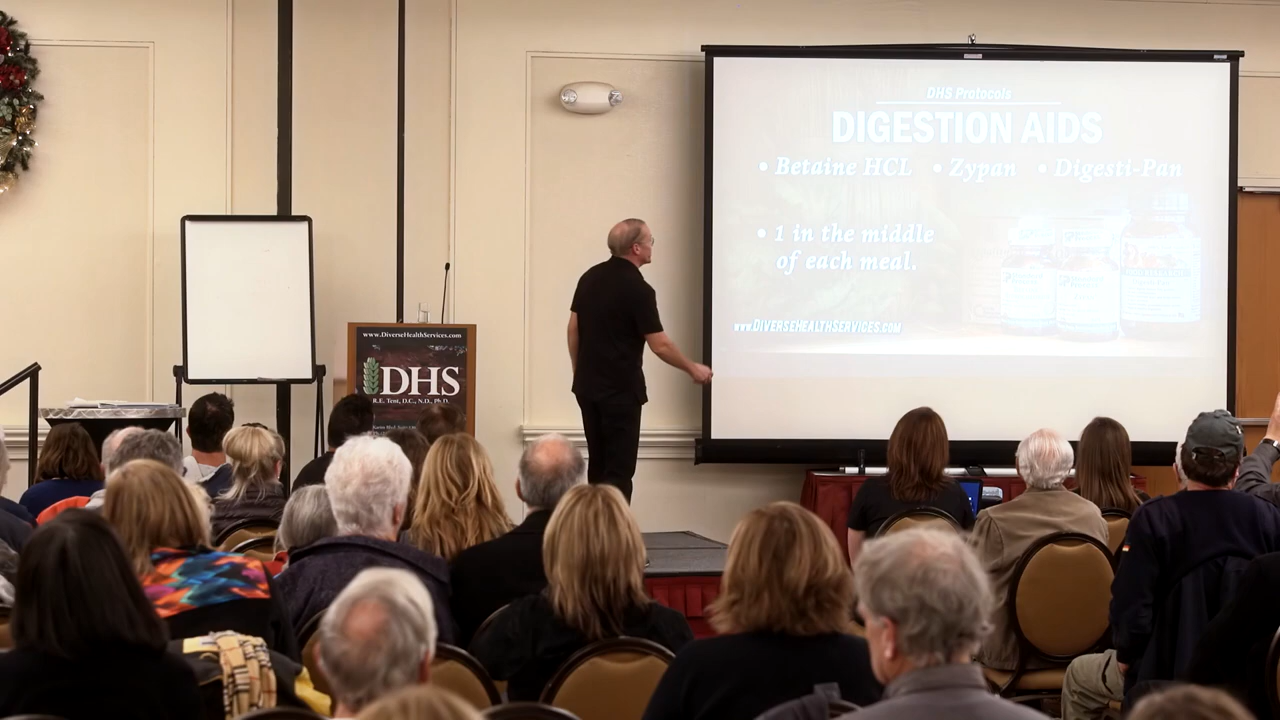 DHS Protocols
DIGESTION AIDS
• Betaine HCL • Zypan • Digesti-Pan
• 1 in the middle
of each meal.
www.DiverseHealthServices.com
www.DiverseHealthServices.com
DHS
R.E. Tent, D.C., N.D., Ph.D.